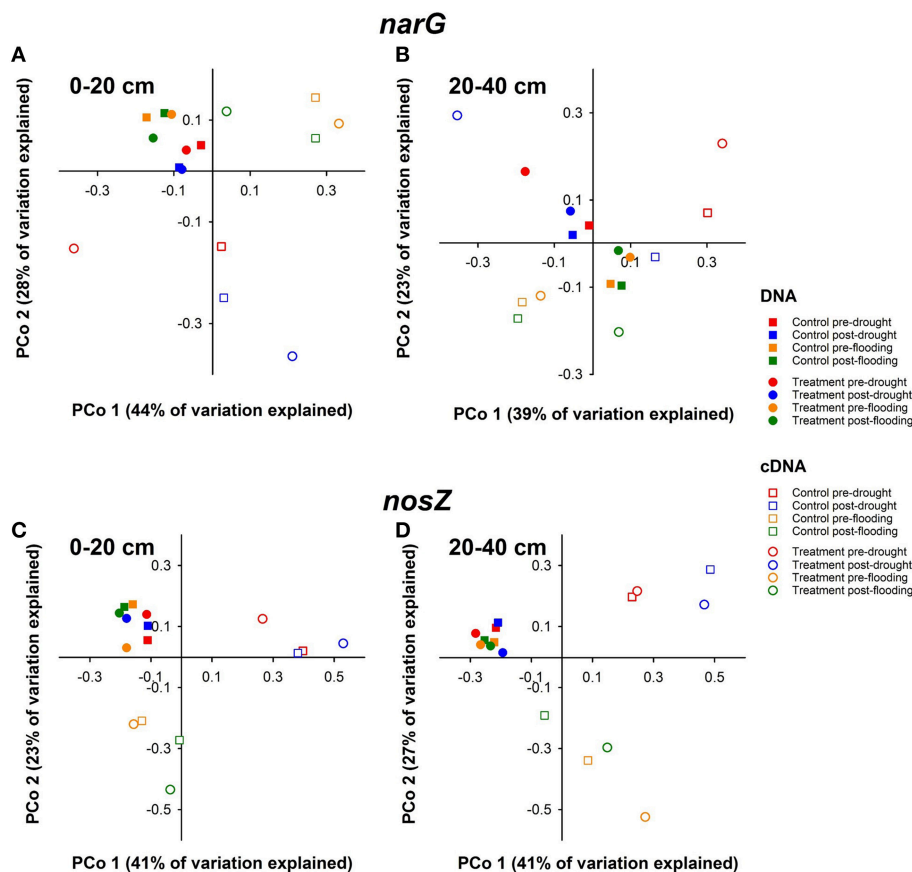 narG
A
0-20 cm
PCo 2 (28% of variation explained)
0.1
-0.3
-0.1
0.1
0.3
-0.1
-0.3
PCo 1 (44% of variation explained)
B
20-40 cm
PCo 2 (23% of variation explained)
0.3
0.1
-0.3
-0.1
0.1
0.3
-0.1
-0.3
PCo 1 (39% of variation explained)
DNA
Control pre-drought
Control post-drought
Control pre-flooding
Control post-flooding
Treatment pre-drought
Treatment post-drought
Treatment pre-flooding
Treatment post-flooding
cDNA
Control pre-drought
Control post-drought
Control pre-flooding
Control post-flooding
Treatment pre-drought
Treatment post-drought
Treatment pre-flooding
Treatment post-flooding
nosZ
C
0-20 cm
PCo 2 (23% of variation explained)
0.3
0.1
-0.3
-0.1
0.1
0.3
0.5
-0.1
-0.3
-0.5
PCo 1 (41% of variation explained)
D
20-40 cm
PCo 2 (27% of variation explained)
0.3
0.1
-0.3
-0.1
0.1
0.3
0.5
-0.1
-0.3
-0.5
PCo 1 (41% of variation explained)